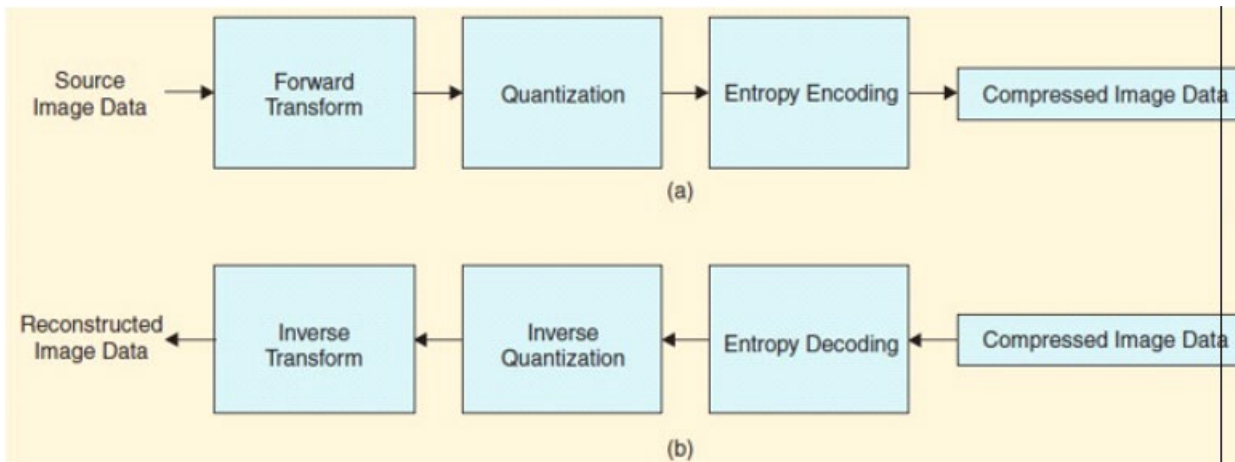 Source
Image Data
Forward
Transform
Quantization
Entropy Encoding
Compressed Image Data
(a)
Reconstructed
Image Data
Inverse
Transform
Inverse
Quantization
Entropy Decoding
Compressed Image Data
(b)